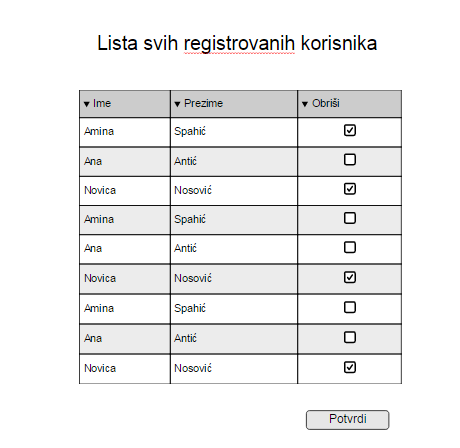 Lista svih registrovanih korisnika
Ime Prezime Obriši
Amina Spahić
Ana Antić
Novica Nosović
Amina Spahić
Ana Antić
Novica Nosović
Amina Spahić
Ana Antić
Novica Nosović
Potvrdi